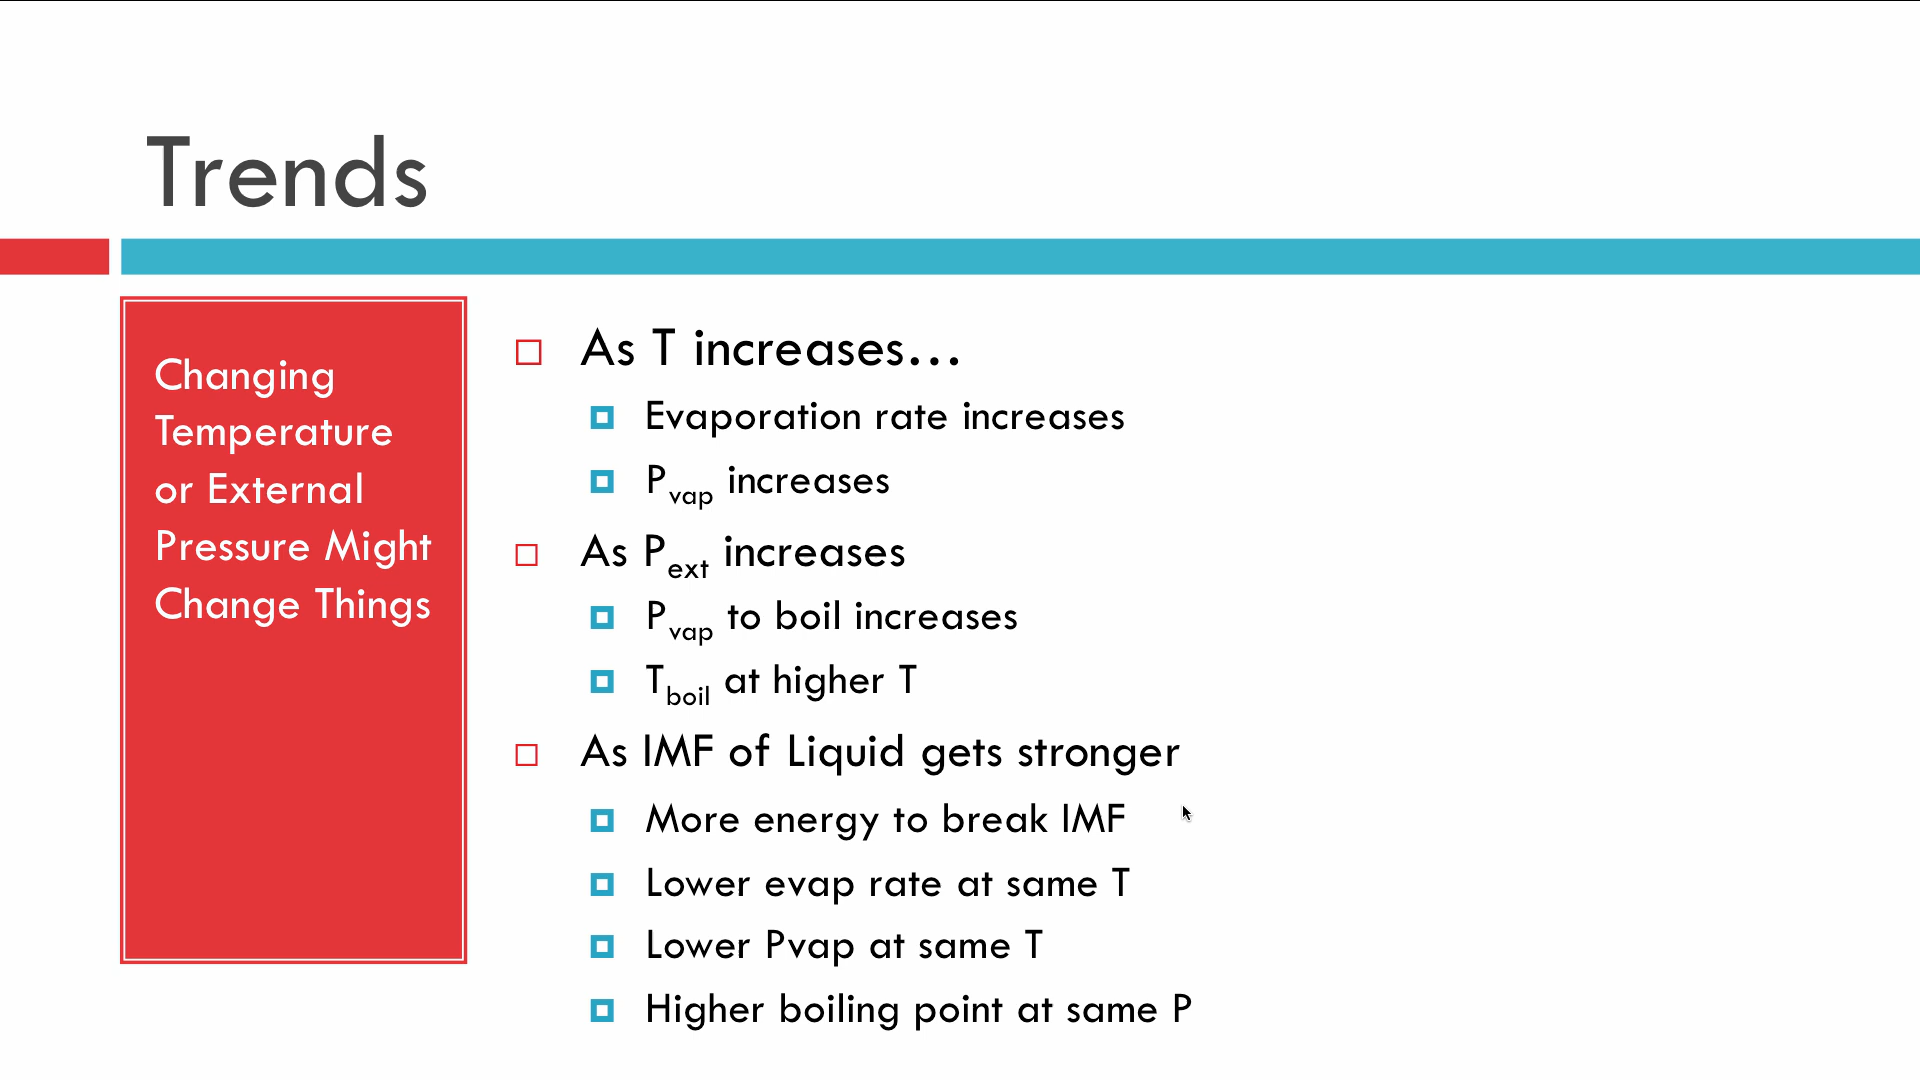 Trends
Changing
Temperature
or External
Pressure Might
Change Things
As T increases…
Evaporation rate increases
Pvap increases
As Pext increases
Pvap to boil increases
Tboil at higher T
As IMF of Liquid gets stronger
More energy to break IMF
Lower evap rate at same T
Lower Pvap at same T
Higher boiling point at same P